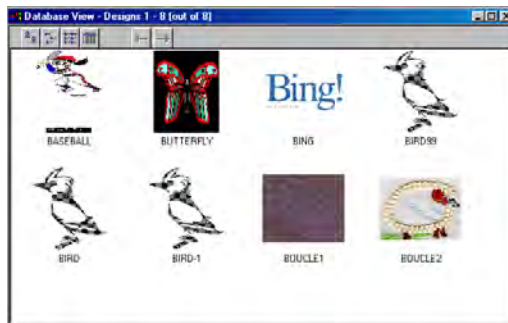 Database View - Designs 1 - 8 [out of 8]
Bing!
BASEBALL
BUTTERFLY
BING
BIRD99
BIRD
BIRD-1
BOUCLE1
BOUCLE2